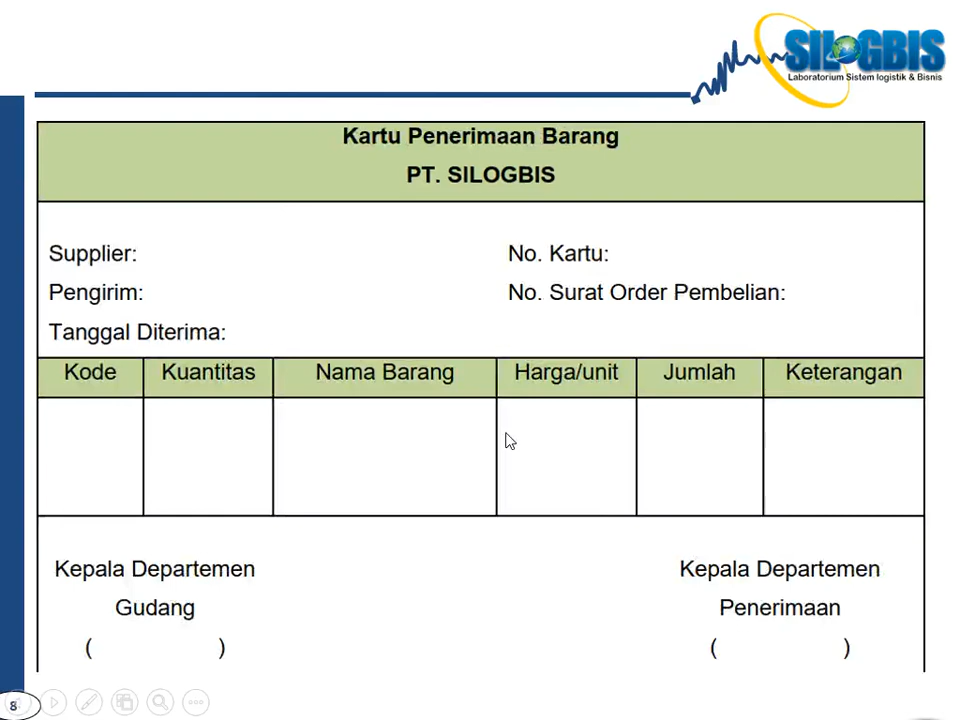 SILOGBIS
Laboratorium Sistem logistik & Bisnis
Kartu Penerimaan Barang
PT. SILOGBIS
Supplier:
No. Kartu:
Pengirim:
No. Surat Order Pembelian:
Tanggal Diterima:
Kode Kuantitas Nama Barang Harga/unit Jumlah Keterangan
Kepala Departemen
Gudang
( )
Kepala Departemen
Penerimaan
( )
8